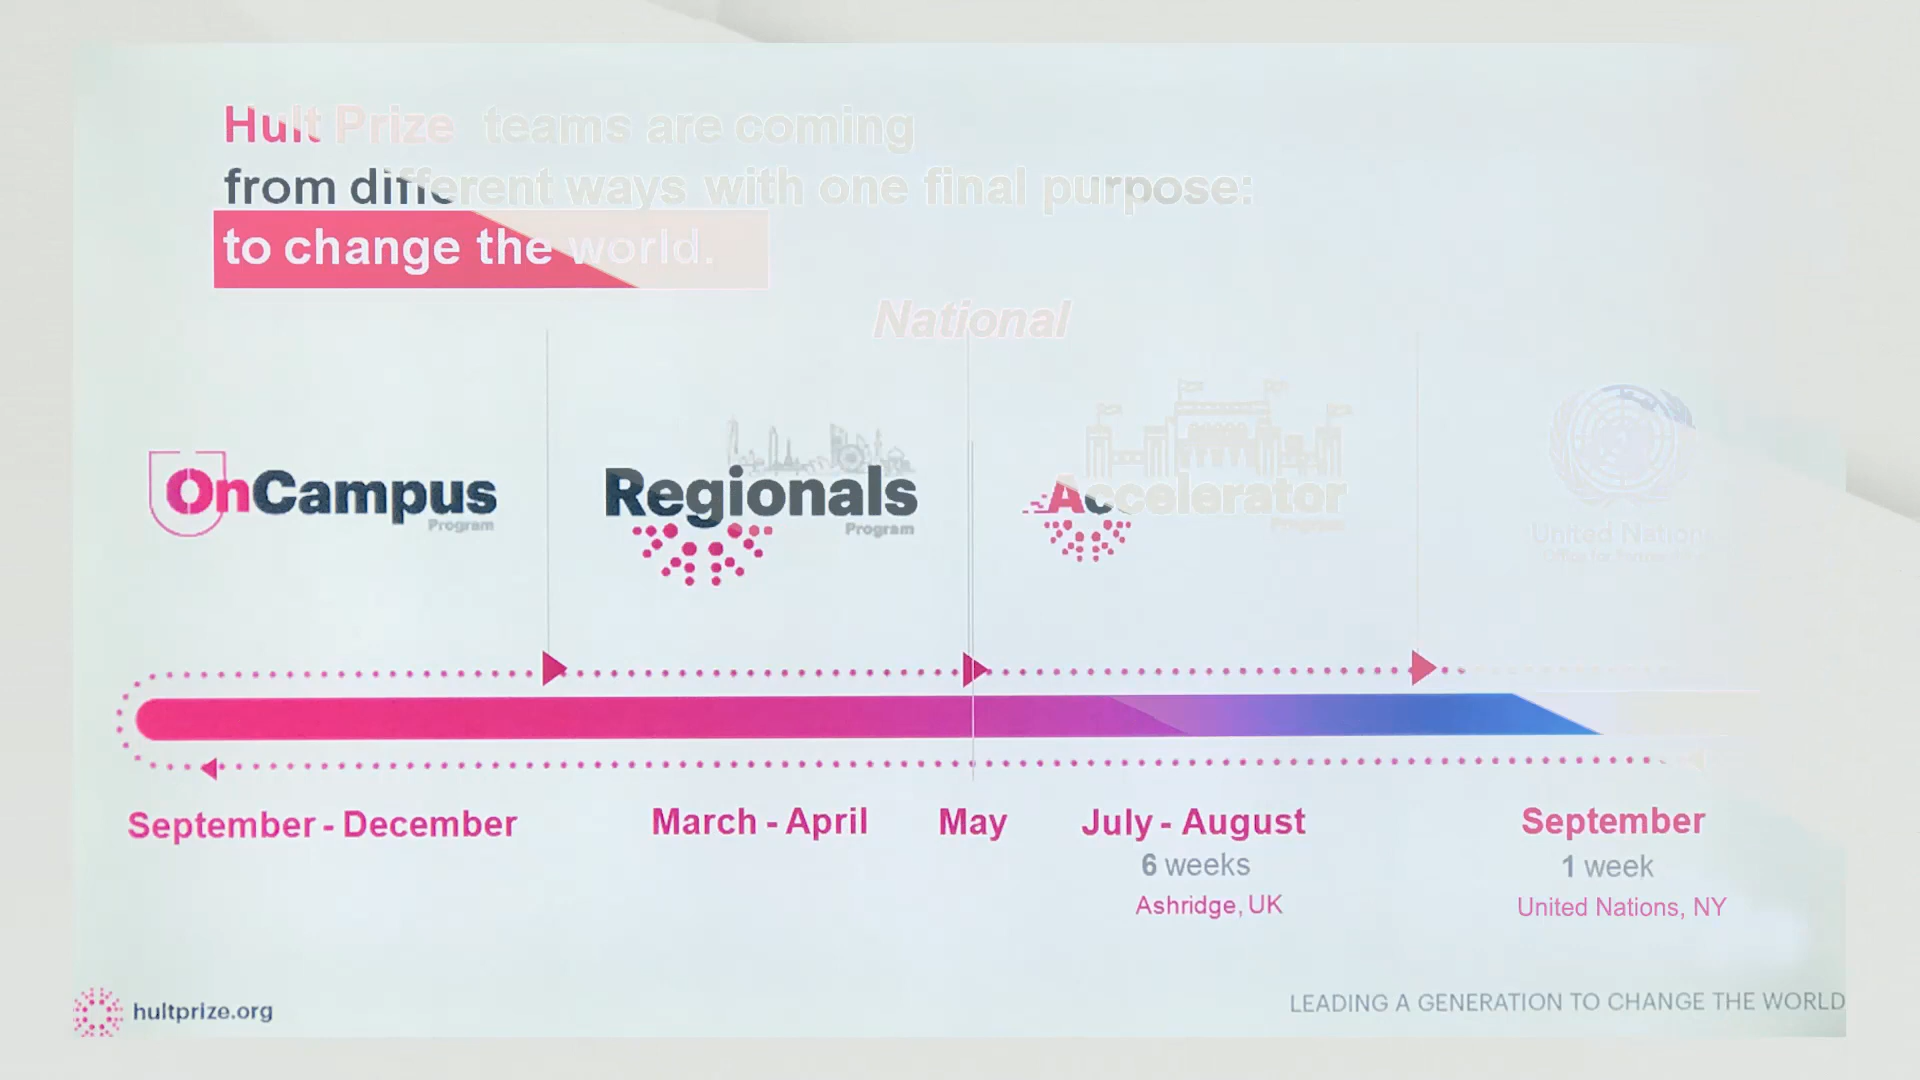 Hult Prize teams are coming
from different ways with one final purpose:
to change the world.
National
OnCampus
Program
Regionals
Program
Accelerator
Program
United Nations
September - December
March - April
May
July - August
6 weeks
Ashridge, UK
September
1 week
United Nations, NY
hultprize.org
LEADING A GENERATION TO CHANGE THE WORLD